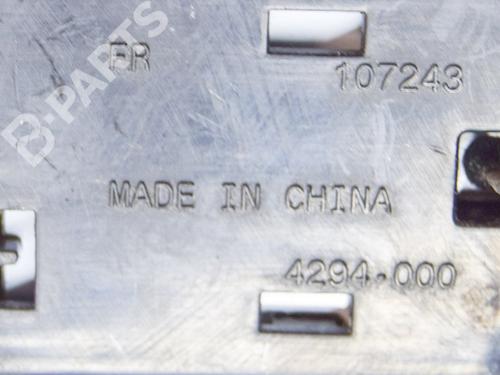 FR
107243
B-PARTS
MADE IN CHINA
4294-000